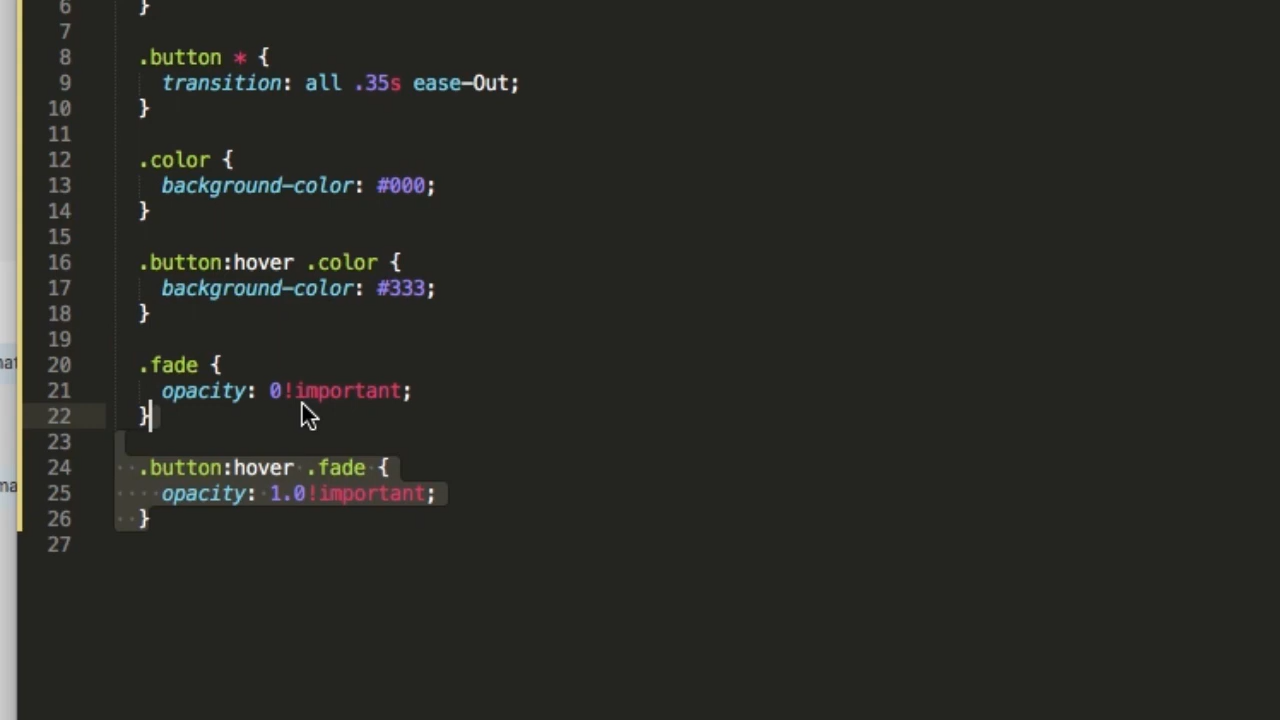 6 }
7
8 .button * {
9 transition: all .35s ease-Out;
10 }
11
12 .color {
13 background-color: #000;
14 }
15
16 .button:hover .color {
17 background-color: #333;
18 }
19
20 .fade {
21 opacity: 0!important;
22 }
23
24 .button:hover .fade {
25 opacity: 1.0!important;
26 }
27